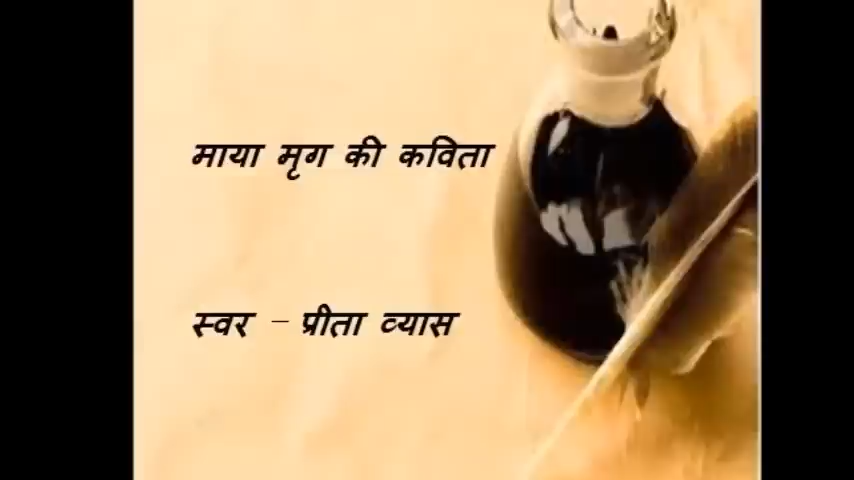 माया मृग की कविता
स्वर - प्रीता व्यास